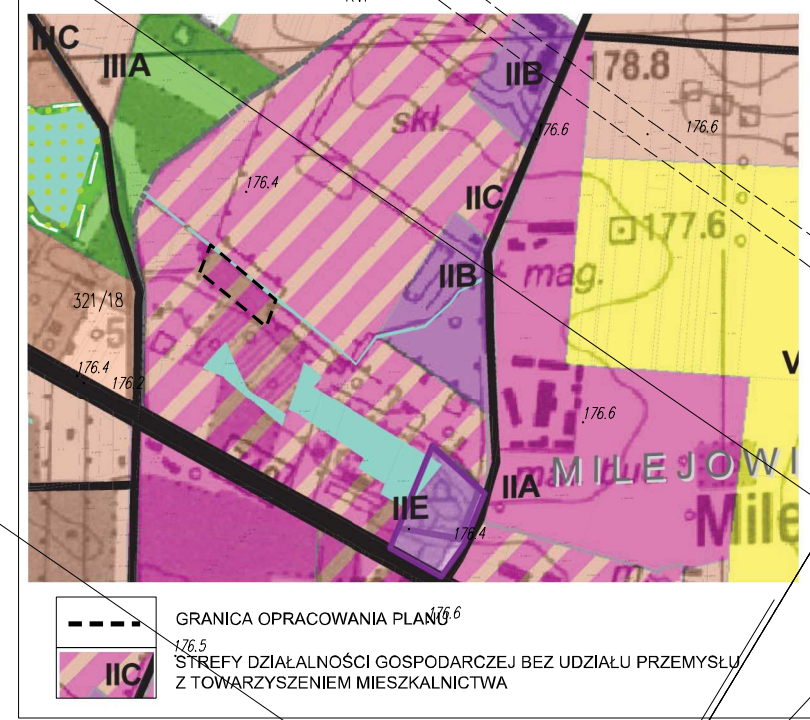 IIIC
IIIA
IIB
178.8
176.6
176.6
skł.
176.4
IIC
177.6
IIB
mag.
321/18
5
176.4
176.2
176.6
MILEJOWI
IIA
Mile
IIE
176.4
GRANICA OPRACOWANIA PLANU
176.6
176.5
IIC
STREFY DZIAŁALNOŚCI GOSPODARCZEJ BEZ UDZIAŁU PRZEMYSŁU
Z TOWARZYSZENIEM MIESZKALNICTWA